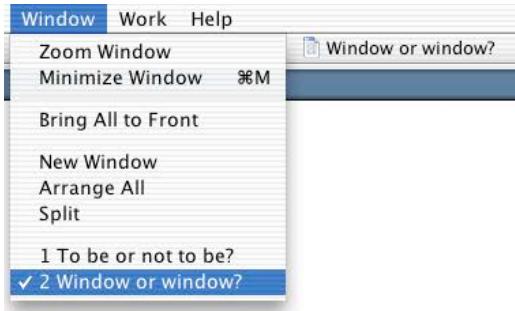 Window Work Help
Window or window?
Zoom Window
Minimize Window ⌘M
Bring All to Front
New Window
Arrange All
Split
1 To be or not to be?
✓ 2 Window or window?